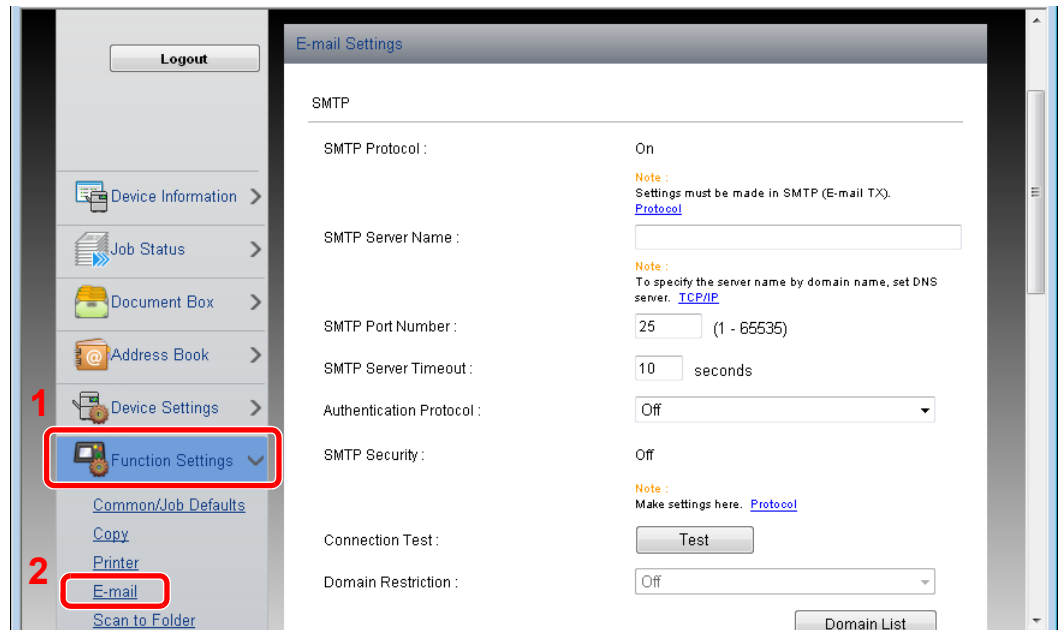 Logout
Device Information
Job Status
Document Box
Address Book
1
Device Settings
Function Settings
Common/Job Defaults
Copy
Printer
2
E-mail
Scan to Folder
E-mail Settings
SMTP
SMTP Protocol :
On
Note :
Settings must be made in SMTP (E-mail TX).
Protocol
SMTP Server Name :
Note :
To specify the server name by domain name, set DNS
server. TCP/IP
SMTP Port Number :
25 (1 - 65535)
SMTP Server Timeout :
10 seconds
Authentication Protocol :
Off
SMTP Security :
Off
Note :
Make settings here. Protocol
Connection Test :
Test
Domain Restriction :
Off
Domain List